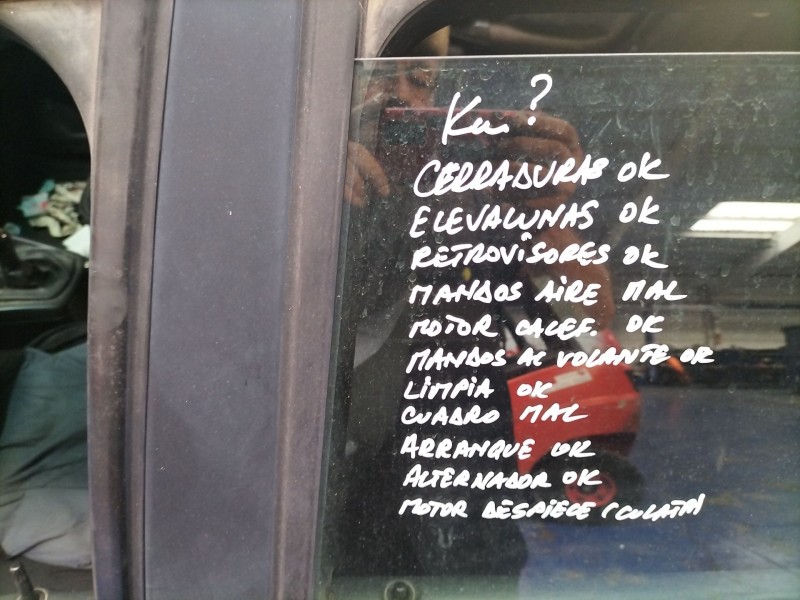 Km ?
CERRADURAS OK
ELEVALUNAS OK
RETROVISORES OK
MANDOS AIRE MAL
MOTOR CALEF. OK
MANDOS AL VOLANTE OK
LIMPIA OK
CUADRO MAL
ARRANQUE OK
ALTERNADOR OK
MOTOR DESPIECE (CULATA)